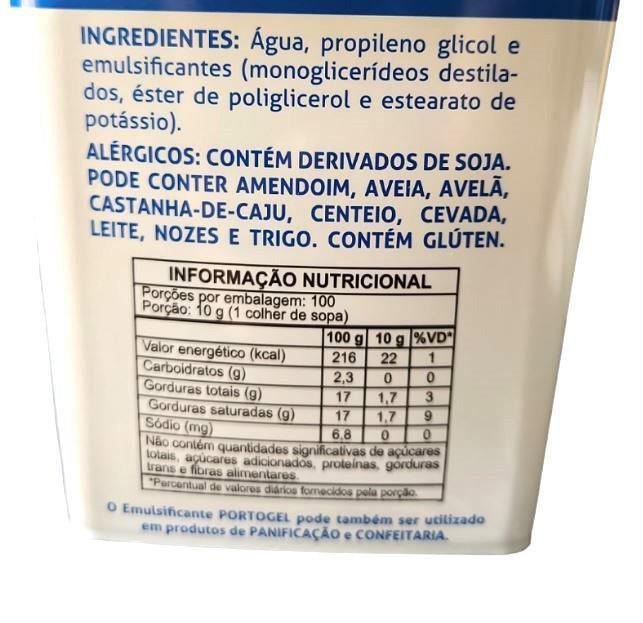 INGREDIENTES: Água, propileno glicol e
emulsificantes (monoglicerídeos destila-
dos, éster de poliglicerol e estearato de
potássio).
ALÉRGICOS: CONTÉM DERIVADOS DE SOJA.
PODE CONTER AMENDOIM, AVEIA, AVELÃ,
CASTANHA-DE-CAJU, CENTEIO, CEVADA,
LEITE, NOZES E TRIGO. CONTÉM GLÚTEN.
INFORMAÇÃO NUTRICIONAL
Porções por embalagem: 100
Porção: 10 g (1 colher de sopa)
100 g 10 g %VD*
Valor energético (kcal) 216 22 1
Carboidratos (g) 2,3 0 0
Gorduras totais (g) 17 1,7 3
Gorduras saturadas (g) 17 1,7 9
Sódio (mg) 6,8 0 0
Não contém quantidades significativas de açúcares
totais, açúcares adicionados, proteínas, gorduras
trans e fibras alimentares.
*Percentual de valores diários fornecidos pela porção.
O Emulsificante PORTOGEL pode também ser utilizado
em produtos de PANIFICAÇÃO e CONFEITARIA.